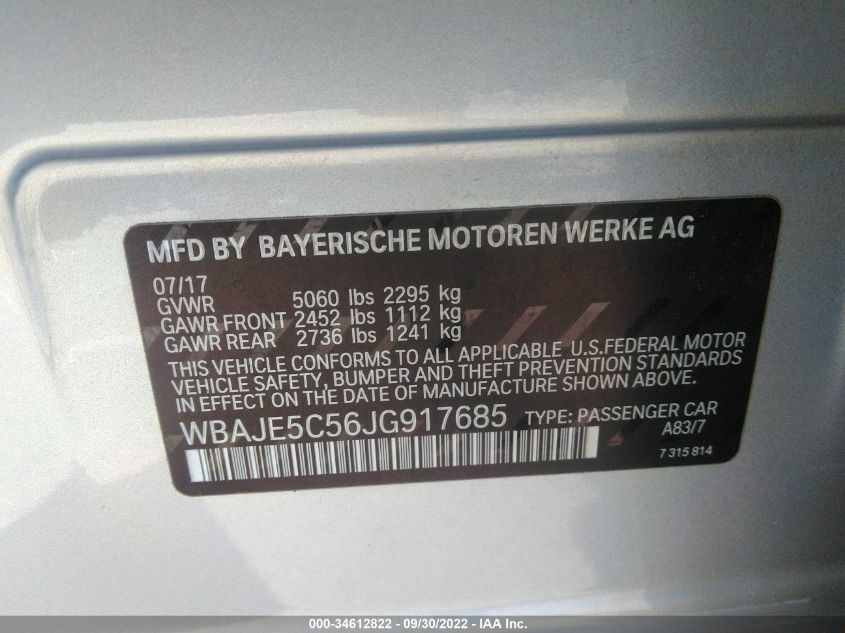 MFD BY BAYERISCHE MOTOREN WERKE AG
07/17
GVWR 5060 lbs 2295 kg
GAWR FRONT 2452 lbs 1112 kg
GAWR REAR 2736 lbs 1241 kg
THIS VEHICLE CONFORMS TO ALL APPLICABLE U.S.FEDERAL MOTOR
VEHICLE SAFETY, BUMPER AND THEFT PREVENTION STANDARDS
IN EFFECT ON THE DATE OF MANUFACTURE SHOWN ABOVE.
WBAJE5C56JG917685 TYPE: PASSENGER CAR
A83/7
7 315 814
000-34612822 - 09/30/2022 - IAA Inc.